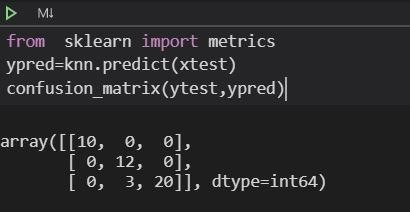 M↓
from  sklearn import metrics
ypred=knn.predict(xtest)
confusion_matrix(ytest,ypred)
array([[10,  0,  0],
       [ 0, 12,  0],
       [ 0,  3, 20]], dtype=int64)